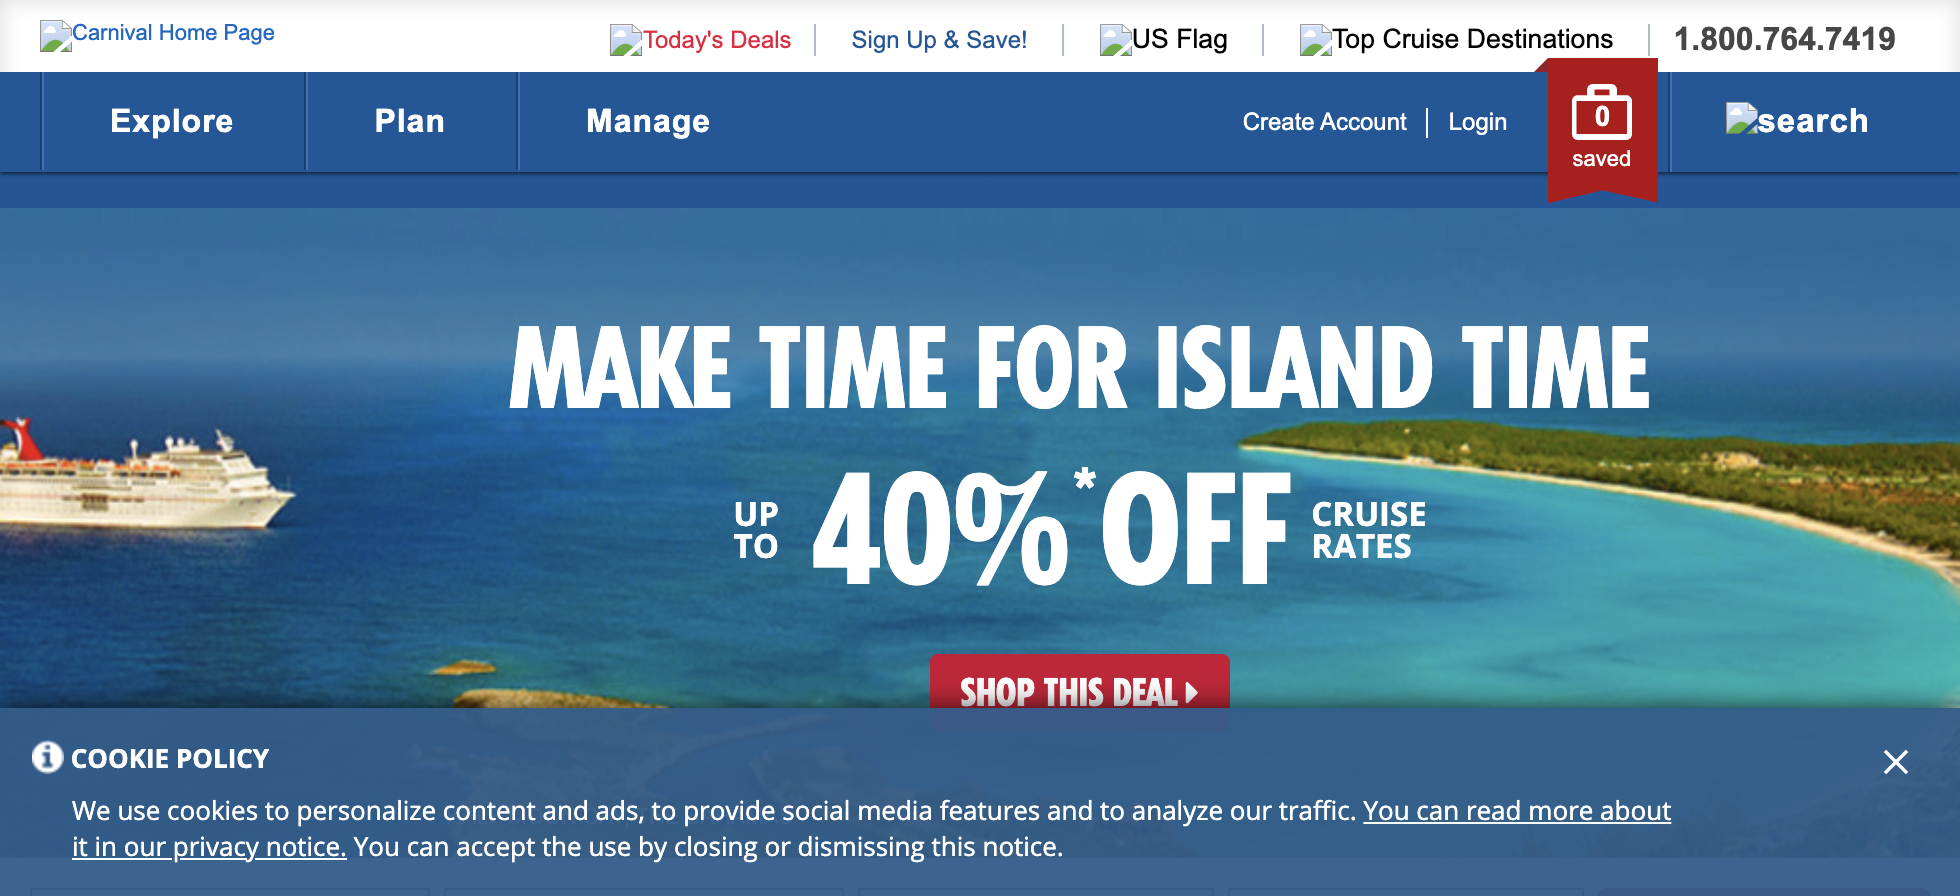 Carnival Home Page
Today's Deals
Sign Up & Save!
US Flag
Top Cruise Destinations
1.800.764.7419
Explore
Plan
Manage
Create Account
Login
0
saved
search
MAKE TIME FOR ISLAND TIME
UP
TO
40%* OFF
CRUISE
RATES
SHOP THIS DEAL
COOKIE POLICY
We use cookies to personalize content and ads, to provide social media features and to analyze our traffic. You can read more about
it in our privacy notice. You can accept the use by closing or dismissing this notice.